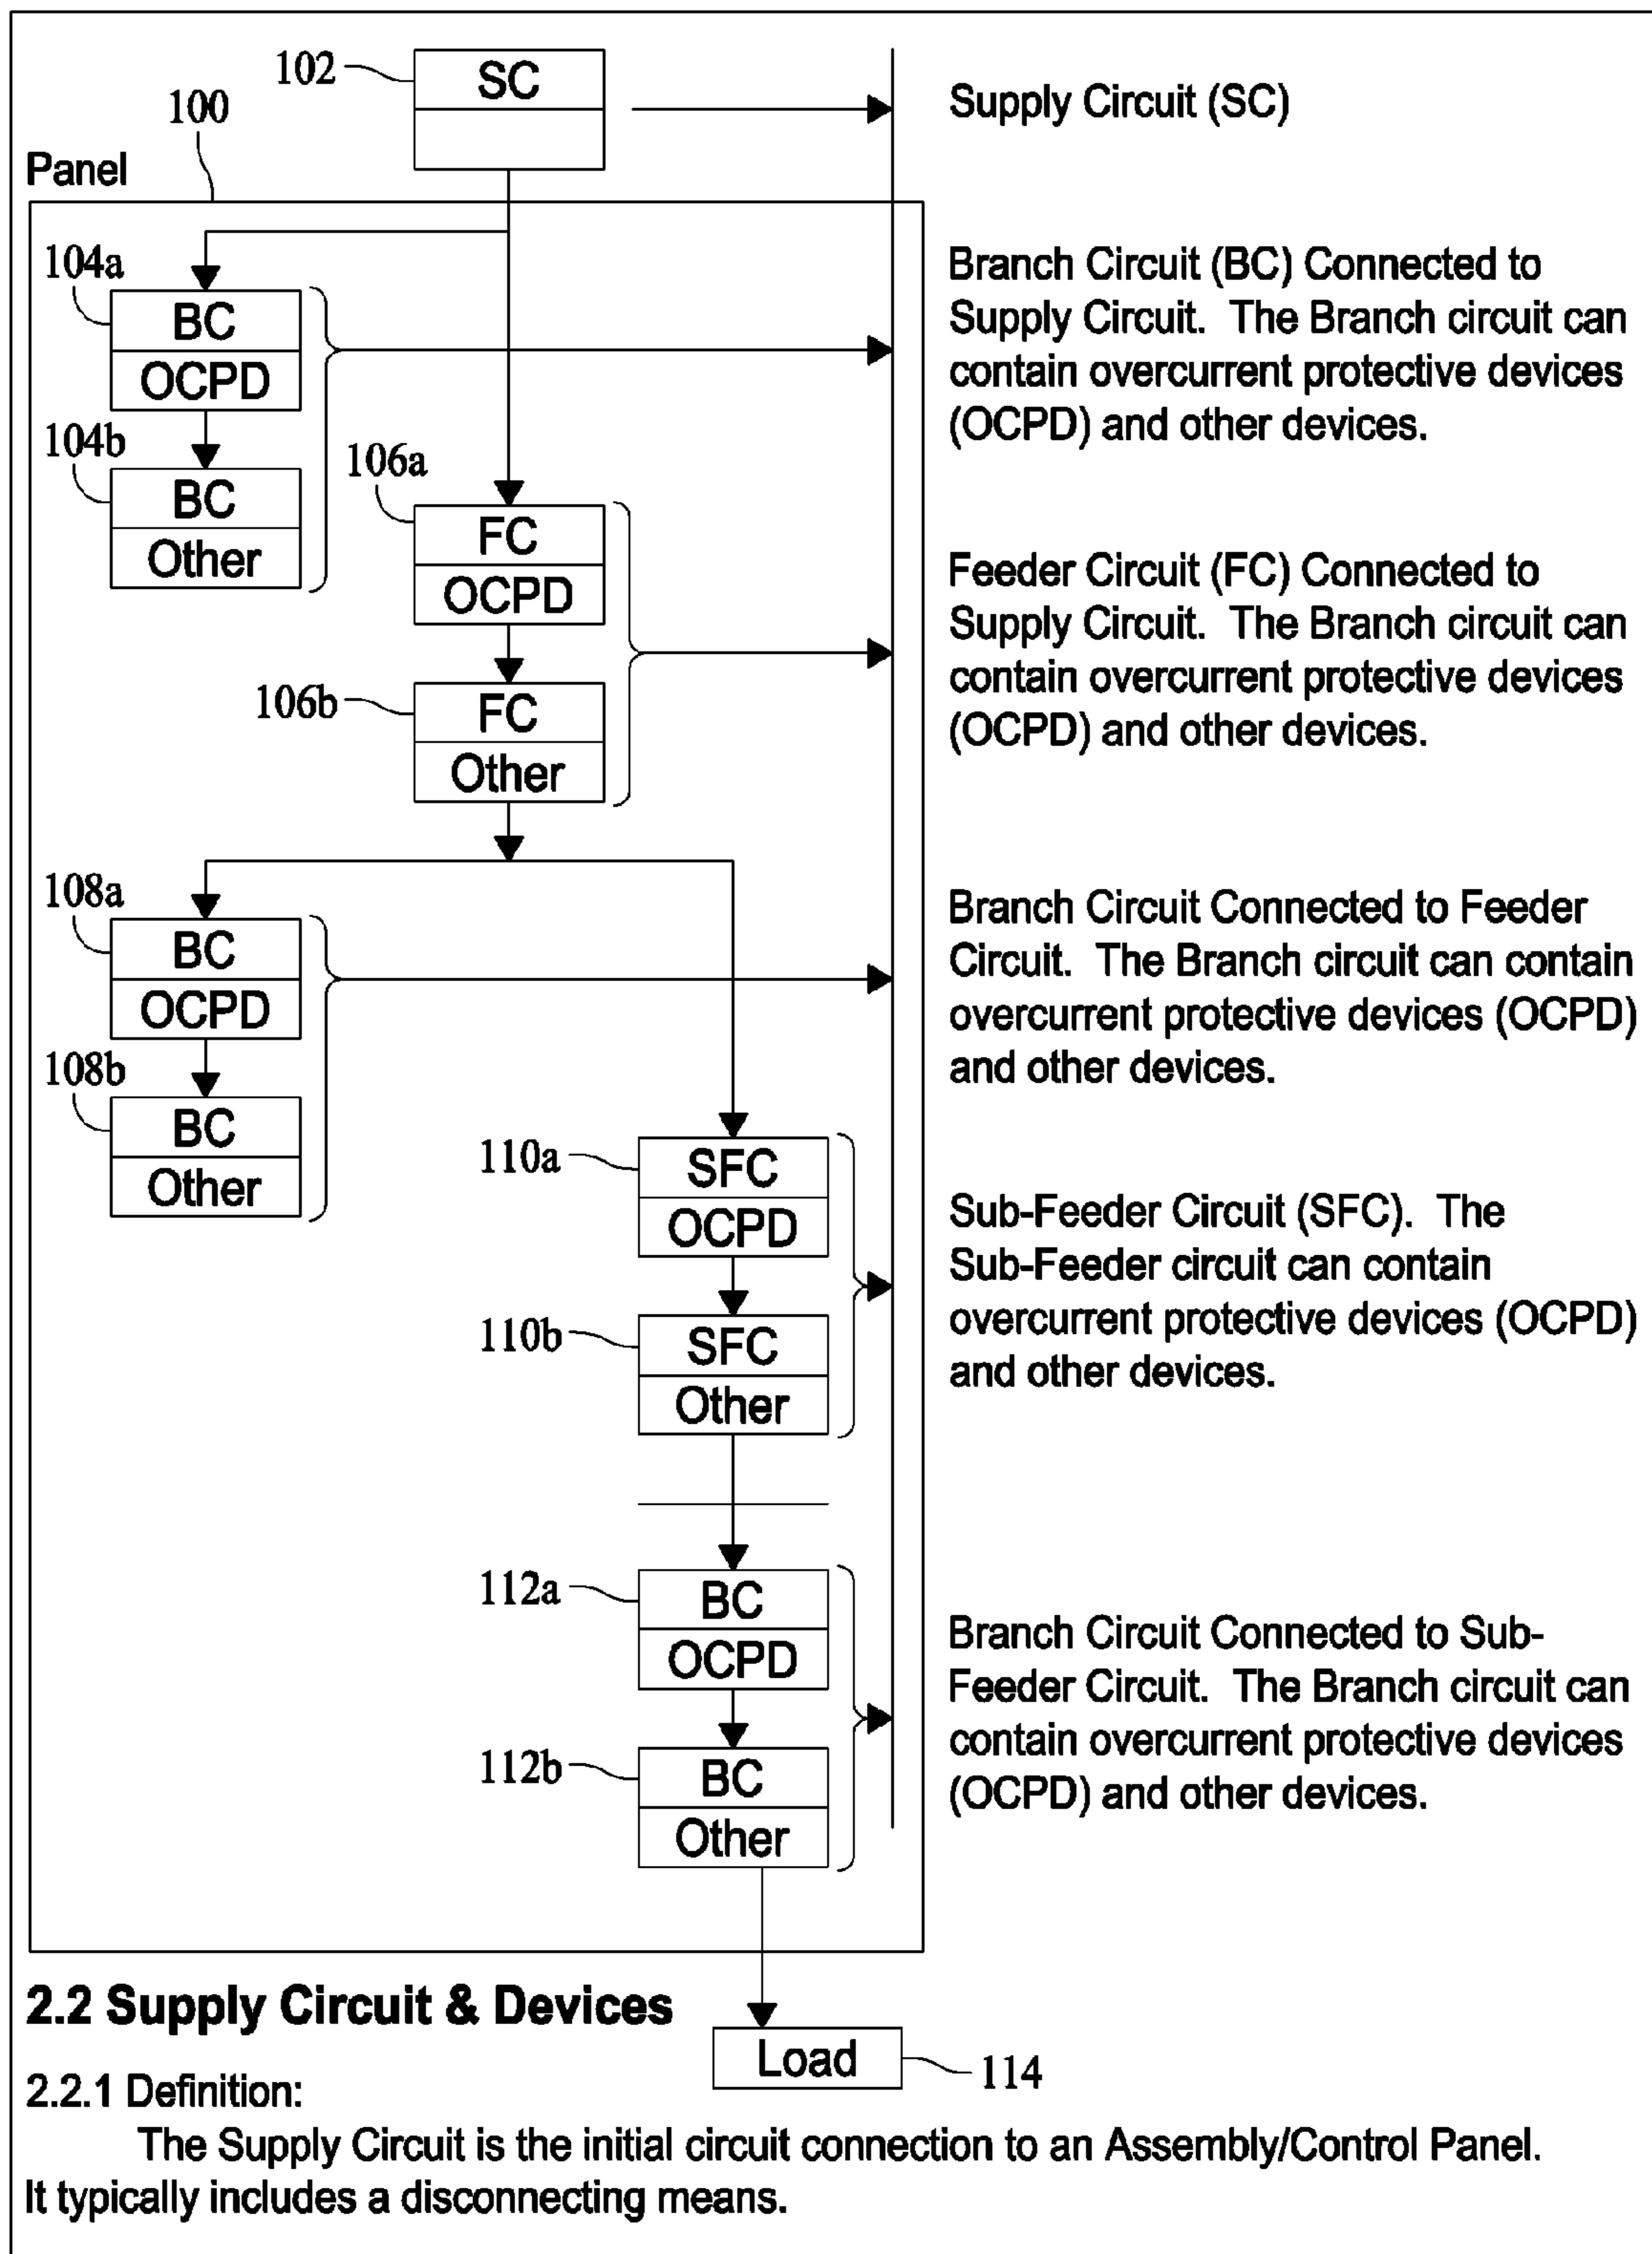 102
SC
Supply Circuit (SC)
100
Panel
104a
BC
OCPD
104b
BC
Other
Branch Circuit (BC) Connected to
Supply Circuit. The Branch circuit can
contain overcurrent protective devices
(OCPD) and other devices.
106a
FC
OCPD
106b
FC
Other
Feeder Circuit (FC) Connected to
Supply Circuit. The Branch circuit can
contain overcurrent protective devices
(OCPD) and other devices.
108a
BC
OCPD
108b
BC
Other
Branch Circuit Connected to Feeder
Circuit. The Branch circuit can contain
overcurrent protective devices (OCPD)
and other devices.
110a
SFC
OCPD
110b
SFC
Other
Sub-Feeder Circuit (SFC). The
Sub-Feeder circuit can contain
overcurrent protective devices (OCPD)
and other devices.
112a
BC
OCPD
112b
BC
Other
Branch Circuit Connected to Sub-
Feeder Circuit. The Branch circuit can
contain overcurrent protective devices
(OCPD) and other devices.
2.2 Supply Circuit & Devices
Load
114
2.2.1 Definition:
The Supply Circuit is the initial circuit connection to an Assembly/Control Panel.
It typically includes a disconnecting means.